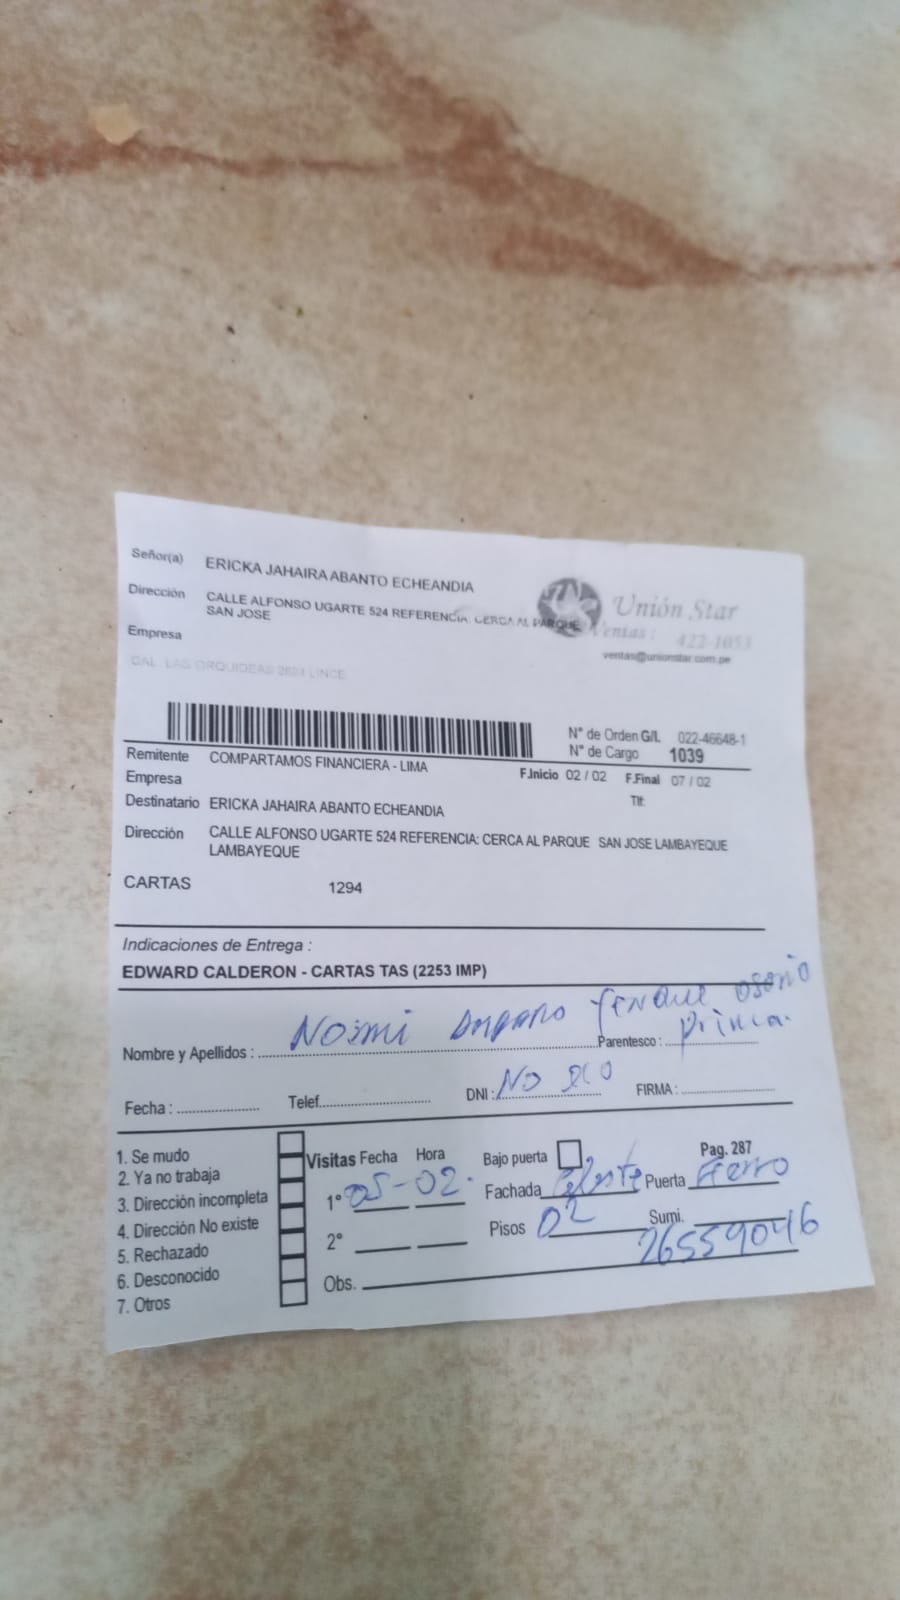 Señor(a) ERICKA JAHAIRA ABANTO ECHEANDIA
Dirección CALLE ALFONSO UGARTE 524 REFERENCIA: CERCA AL PARQUE
SAN JOSE
Empresa
CAL. LAS ORQUIDEAS 2624 LINCE
Unión Star
Ventas : 422-1053
ventas@unionstar.com.pe
N° de Orden G/L 022-46648-1
N° de Cargo 1039
Remitente COMPARTAMOS FINANCIERA - LIMA
F.Inicio 02 / 02 F.Final 07 / 02
Empresa
Tlf:
Destinatario ERICKA JAHAIRA ABANTO ECHEANDIA
Dirección CALLE ALFONSO UGARTE 524 REFERENCIA: CERCA AL PARQUE SAN JOSE LAMBAYEQUE
LAMBAYEQUE
CARTAS 1294
Indicaciones de Entrega :
EDWARD CALDERON - CARTAS TAS (2253 IMP)
Nombre y Apellidos : Noimi Amparo Osorio Parentesco : Prima.
Fecha : Telef. DNI : No FIRMA :
1. Se mudo
2. Ya no trabaja
3. Dirección incompleta
4. Dirección No existe
5. Rechazado
6. Desconocido
7. Otros
Visitas Fecha Hora
1° 05-02.
2°
Obs.
Bajo puerta Pag. 287
Fachada Celeste Puerta Fierro
Pisos 02 Sumi. 26559046